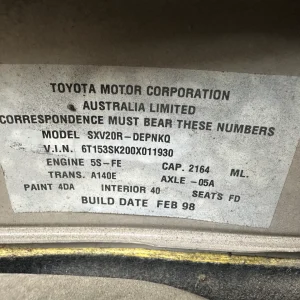 TOYOTA MOTOR CORPORATION
AUSTRALIA LIMITED
CORRESPONDENCE MUST BEAR THESE NUMBERS
MODEL SXV20R-DEPNKQ
V.I.N. 6T153SK200X011930
ENGINE 5S-FE CAP. 2164 ML.
TRANS. A140E AXLE -05A
PAINT 4DA INTERIOR 40 SEATS FD
BUILD DATE FEB 98